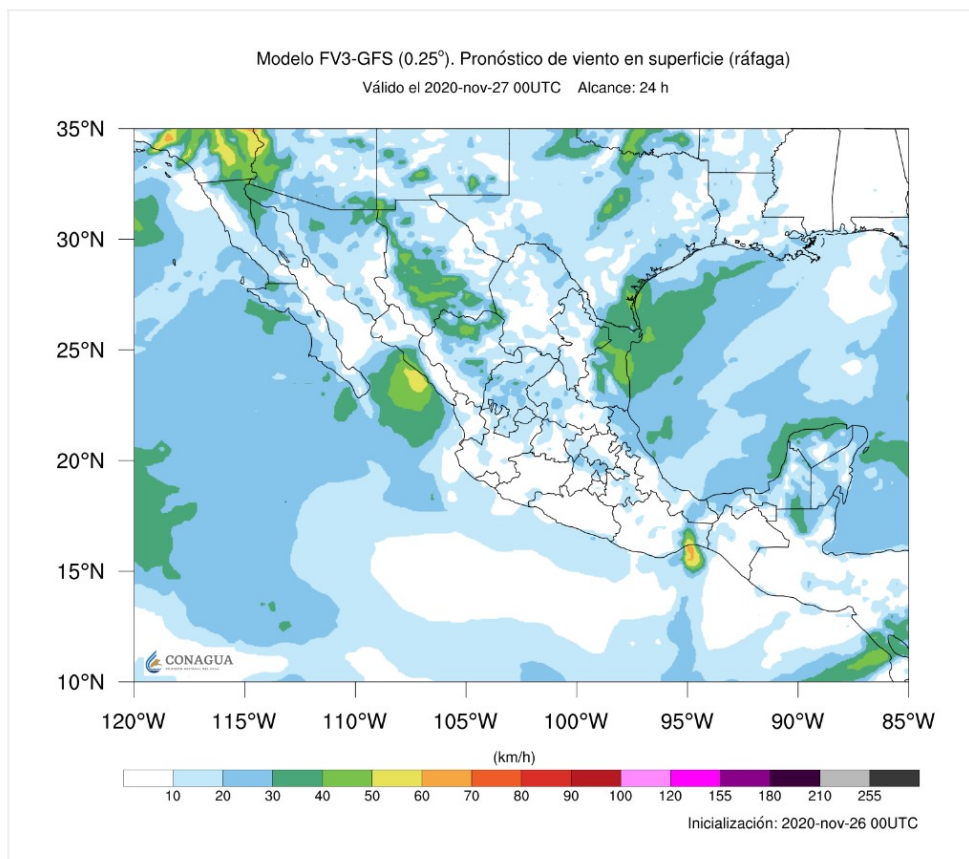 Modelo FV3-GFS (0.25°). Pronóstico de viento en superficie (ráfaga)
Válido el 2020-nov-27 00UTC Alcance: 24 h
35°N
30°N
25°N
20°N
15°N
10°N
CONAGUA
120°W 115°W 110°W 105°W 100°W 95°W 90°W 85°W
(km/h)
10 20 30 40 50 60 70 80 90 100 120 155 180 210 255
Inicialización: 2020-nov-26 00UTC